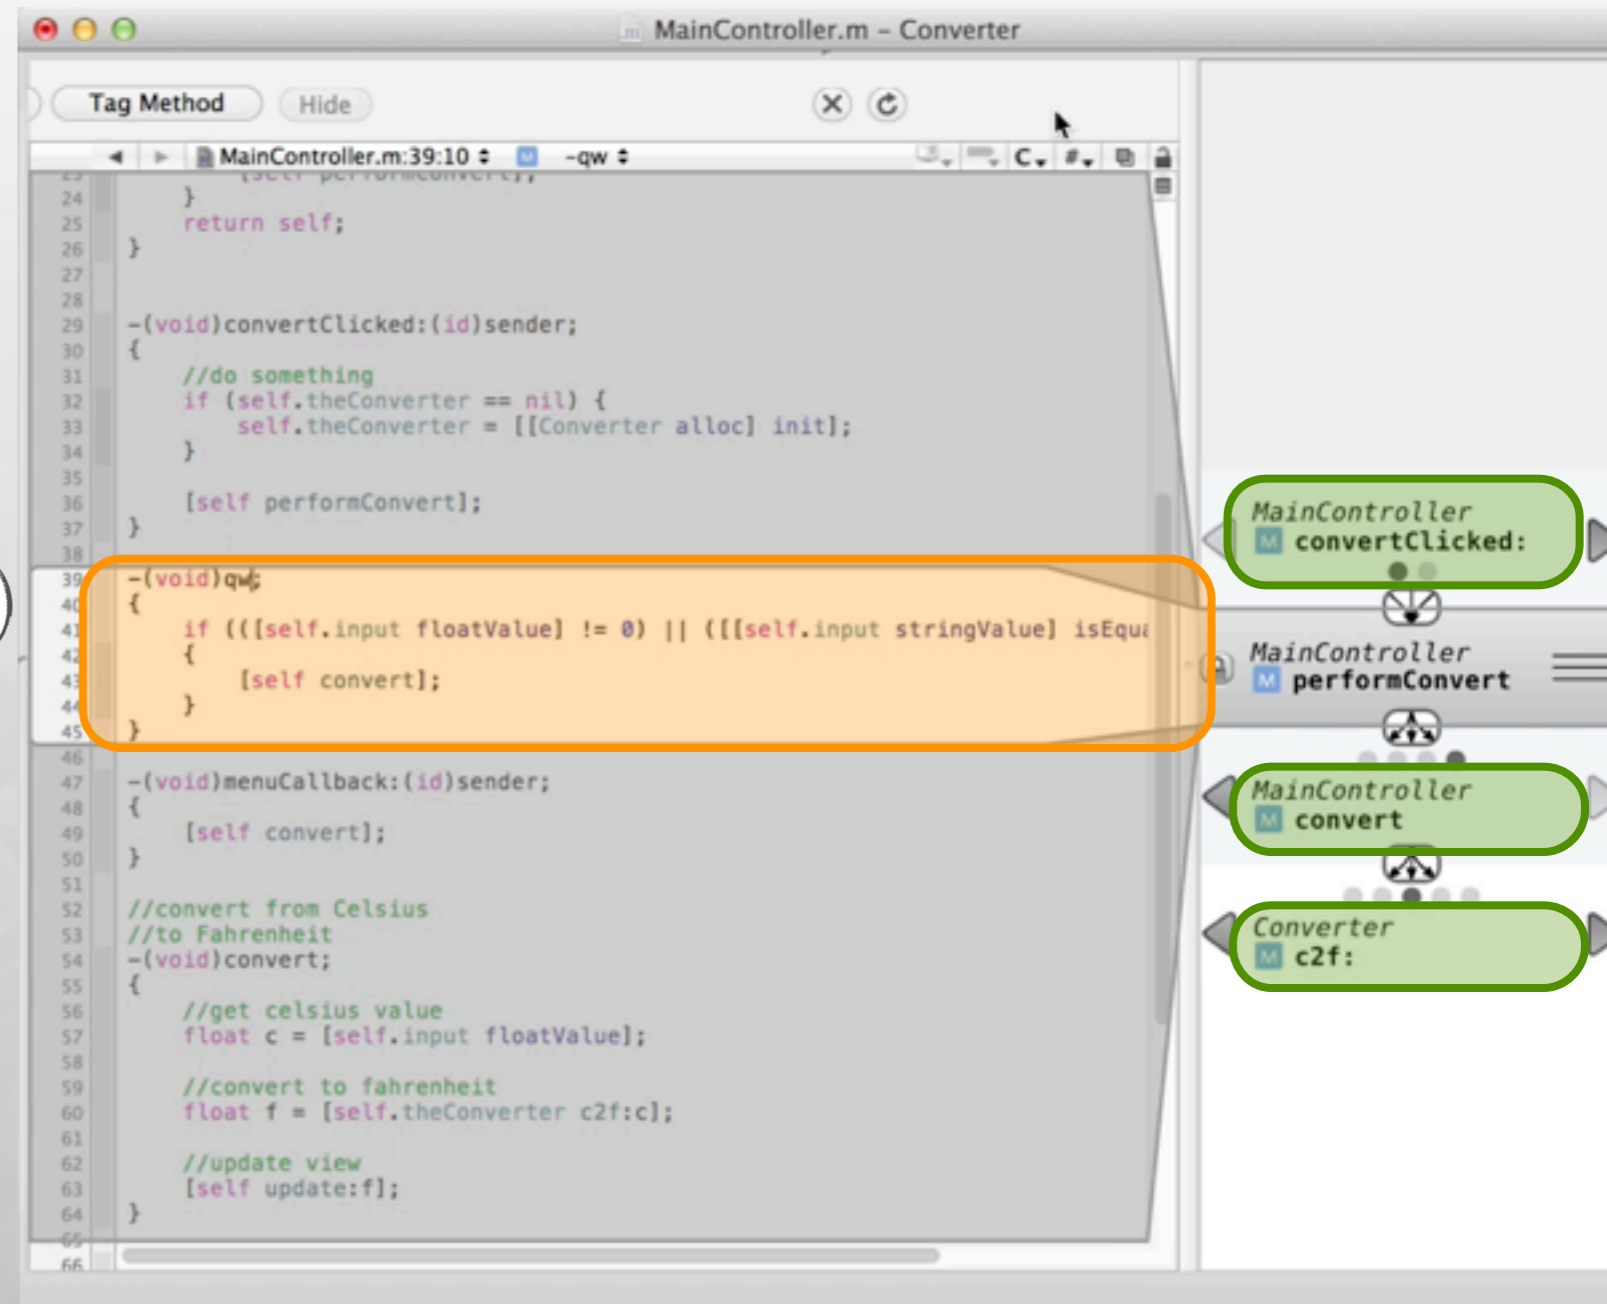 MainController.m – Converter
Tag Method
Hide
MainController.m:39:10
M
-qw
C
#
23 [self performConvert];
24 }
25 return self;
26 }
27
28
29 -(void)convertClicked:(id)sender;
30 {
31 //do something
32 if (self.theConverter == nil) {
33 self.theConverter = [[Converter alloc] init];
34 }
35
36 [self performConvert];
37 }
38
39 -(void)qw;
40 {
41 if (([self.input floatValue] != 0) || ([[self.input stringValue] isEqua
42 {
43 [self convert];
44 }
45 }
46
47 -(void)menuCallback:(id)sender;
48 {
49 [self convert];
50 }
51
52 //convert from Celsius
53 //to Fahrenheit
54 -(void)convert;
55 {
56 //get celsius value
57 float c = [self.input floatValue];
58
59 //convert to fahrenheit
60 float f = [self.theConverter c2f:c];
61
62 //update view
63 [self update:f];
64 }
65
66
MainController
M convertClicked:
MainController
M performConvert
MainController
M convert
Converter
M c2f: